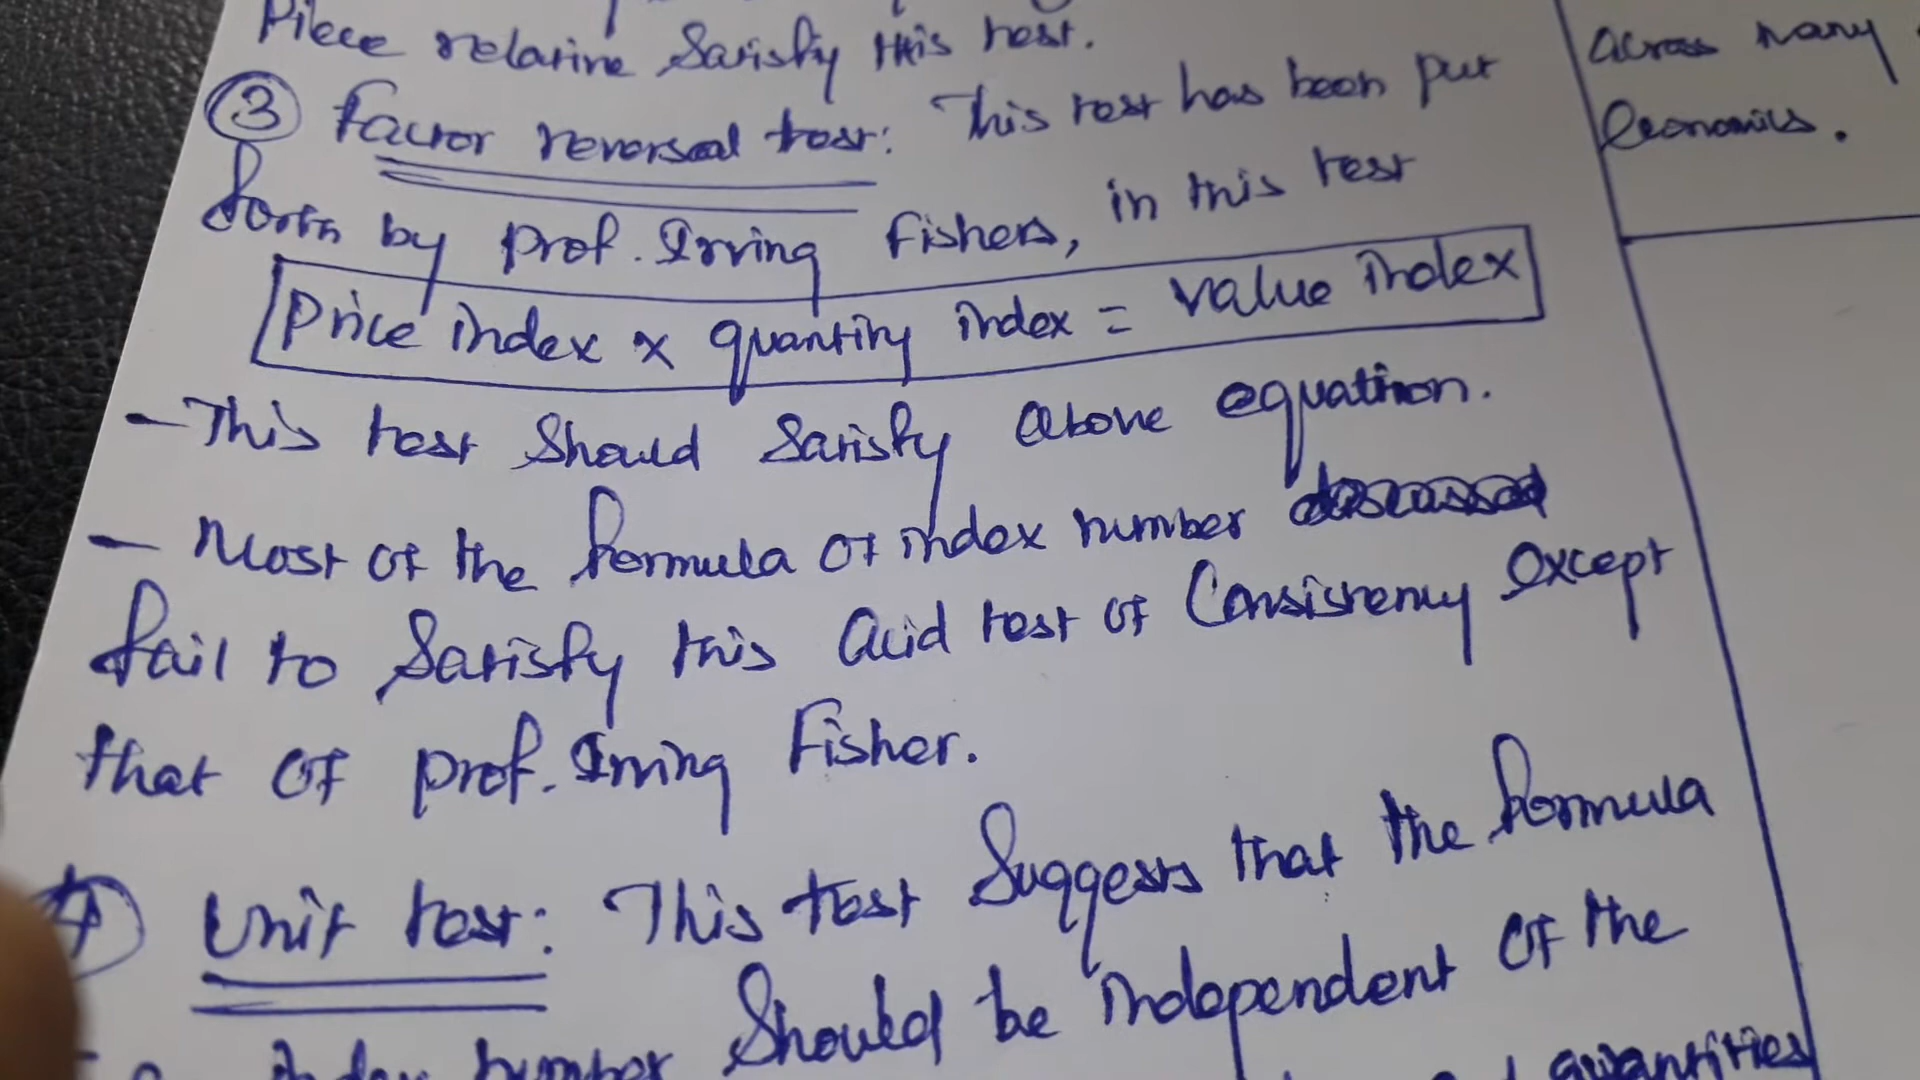 Piece relative satisfy this test.
③ Factor reversal test: This test has been put
forth by prof. Irving Fishers, in this test
Price index x quantity index = value index
- This test should satisfy above equation.
- Most of the formula of index number
fail to satisfy this acid test of Consistency except
that of prof. Irving Fisher.
④ Unit test: This test suggests that the formula
index number should be independent of the
quantities
across many
economics.